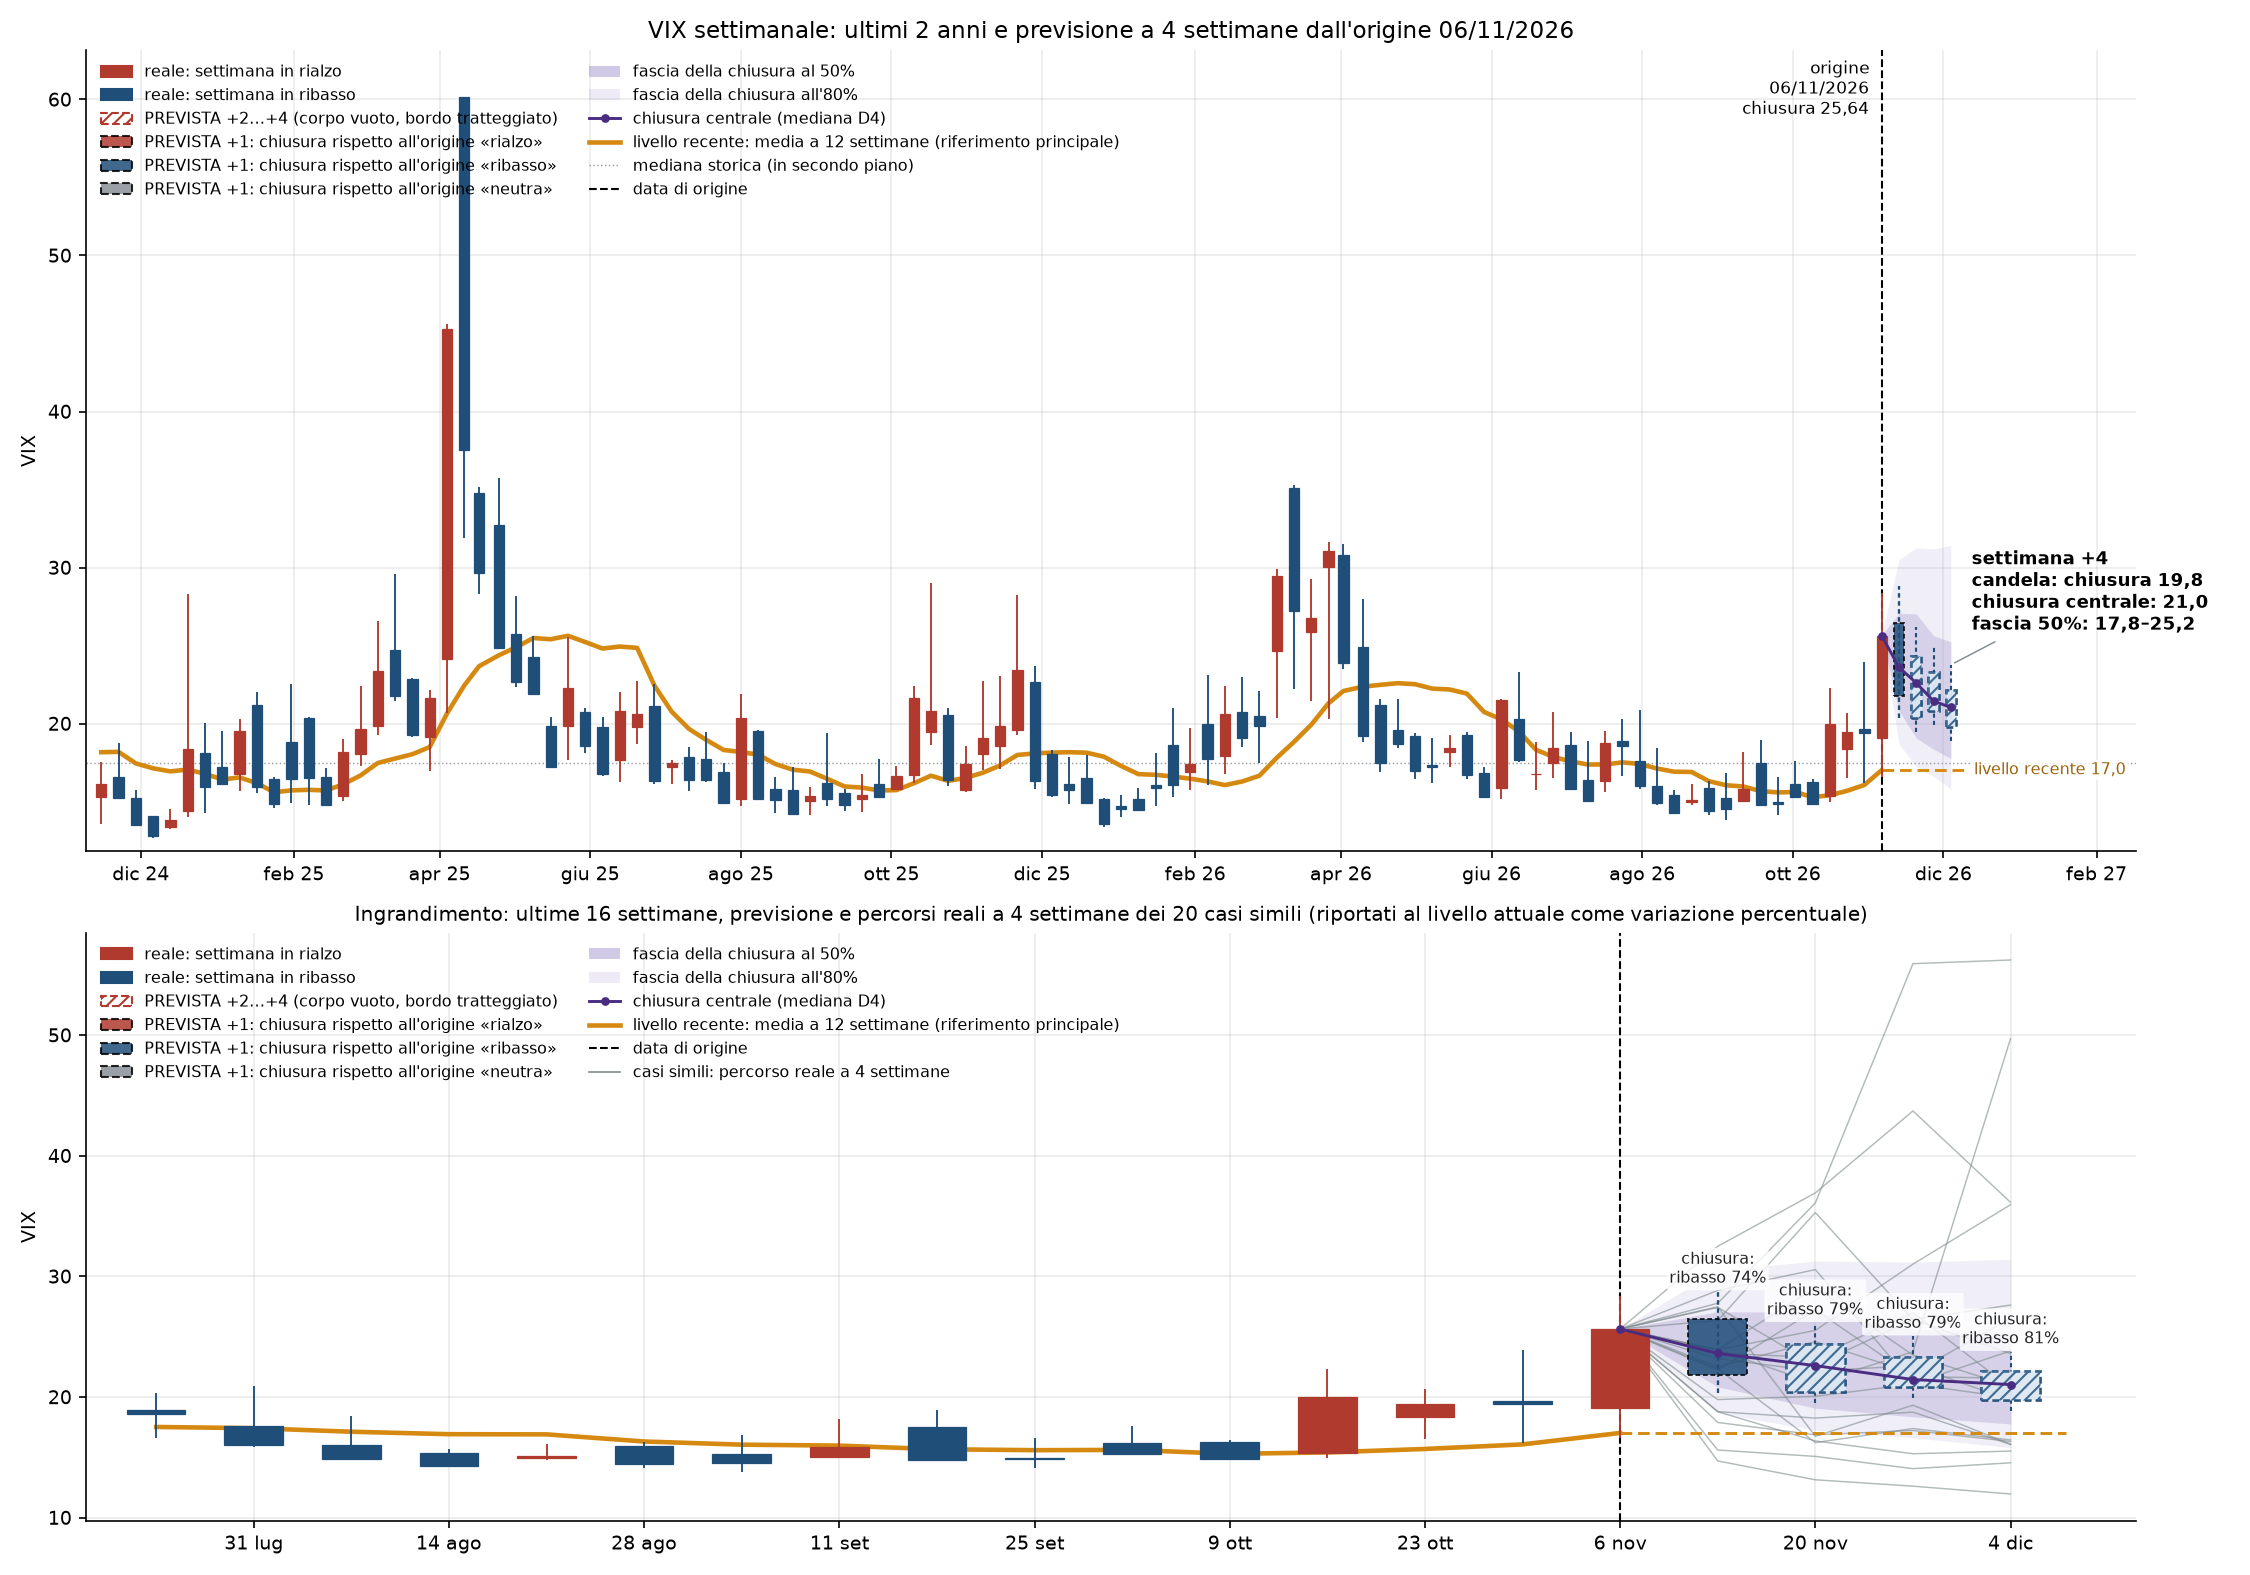 VIX settimanale: ultimi 2 anni e previsione a 4 settimane dall'origine 06/11/2026
reale: settimana in rialzo
reale: settimana in ribasso
PREVISTA +2...+4 (corpo vuoto, bordo tratteggiato)
PREVISTA +1: chiusura rispetto all'origine «rialzo»
PREVISTA +1: chiusura rispetto all'origine «ribasso»
PREVISTA +1: chiusura rispetto all'origine «neutra»
fascia della chiusura al 50%
fascia della chiusura all'80%
chiusura centrale (mediana D4)
livello recente: media a 12 settimane (riferimento principale)
mediana storica (in secondo piano)
data di origine
origine
06/11/2026
chiusura 25,64
60
50
40
30
20
VIX
settimana +4
candela: chiusura 19,8
chiusura centrale: 21,0
fascia 50%: 17,8–25,2
livello recente 17,0
dic 24
feb 25
apr 25
giu 25
ago 25
ott 25
dic 25
feb 26
apr 26
giu 26
ago 26
ott 26
dic 26
feb 27
Ingrandimento: ultime 16 settimane, previsione e percorsi reali a 4 settimane dei 20 casi simili (riportati al livello attuale come variazione percentuale)
reale: settimana in rialzo
reale: settimana in ribasso
PREVISTA +2...+4 (corpo vuoto, bordo tratteggiato)
PREVISTA +1: chiusura rispetto all'origine «rialzo»
PREVISTA +1: chiusura rispetto all'origine «ribasso»
PREVISTA +1: chiusura rispetto all'origine «neutra»
fascia della chiusura al 50%
fascia della chiusura all'80%
chiusura centrale (mediana D4)
livello recente: media a 12 settimane (riferimento principale)
data di origine
casi simili: percorso reale a 4 settimane
50
40
30
20
10
VIX
chiusura:
ribasso 74%
chiusura:
ribasso 79%
chiusura:
ribasso 79%
chiusura:
ribasso 81%
31 lug
14 ago
28 ago
11 set
25 set
9 ott
23 ott
6 nov
20 nov
4 dic